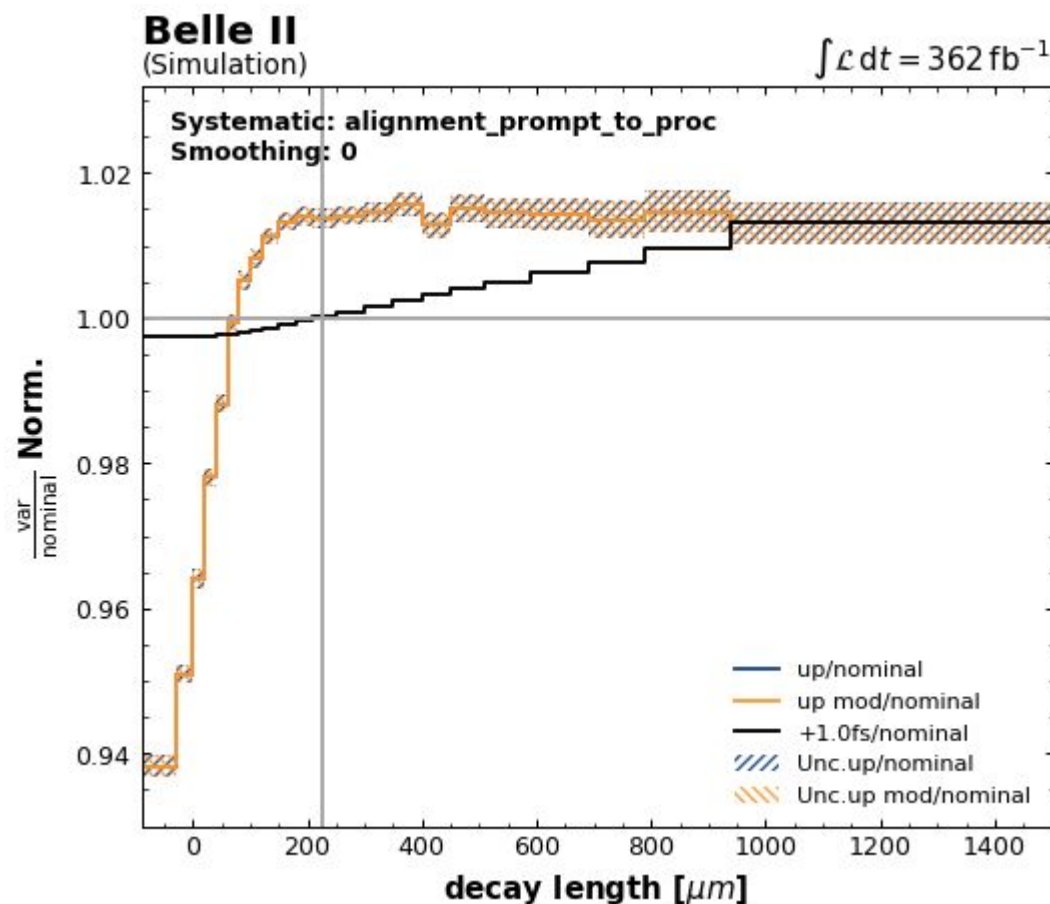 Belle II
(Simulation)
∫ℒ dt = 362 fb⁻¹
Systematic: alignment_prompt_to_proc
Smoothing: 0
1.02
1.00
0.98
0.96
0.94
var/nominal Norm.
up/nominal
up mod/nominal
+1.0fs/nominal
Unc.up/nominal
Unc.up mod/nominal
0 200 400 600 800 1000 1200 1400
decay length [μm]